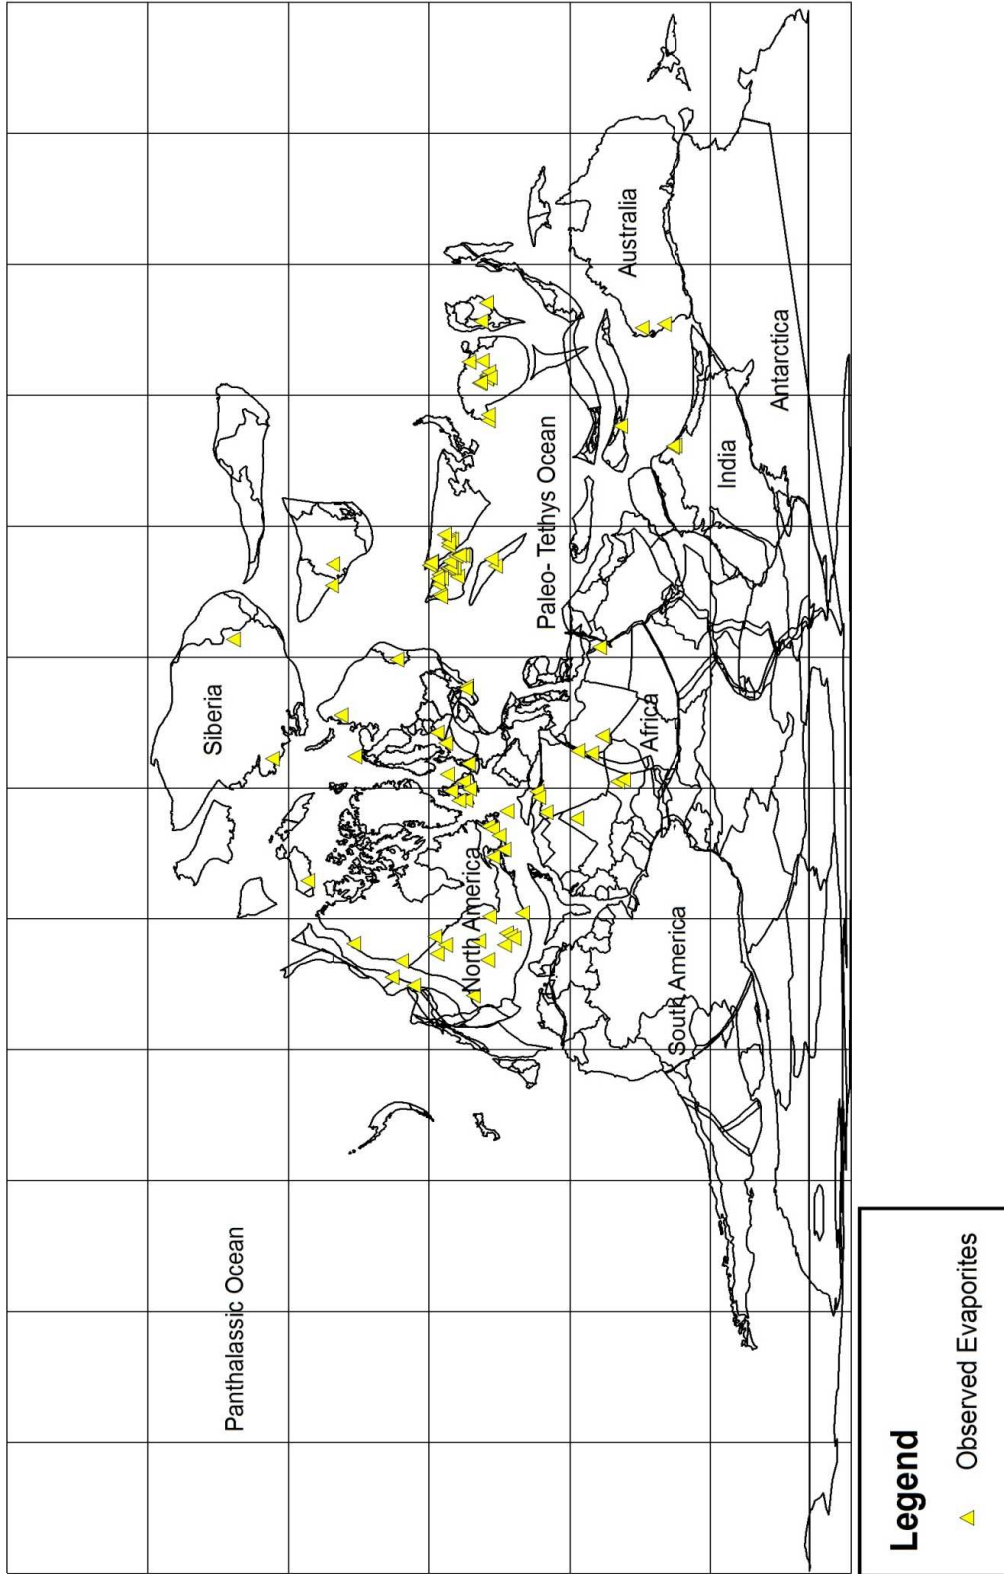 Panthalassic Ocean
Siberia
North America
Paleo- Tethys Ocean
South America
Africa
India
Australia
Antarctica
Legend
Observed Evaporites